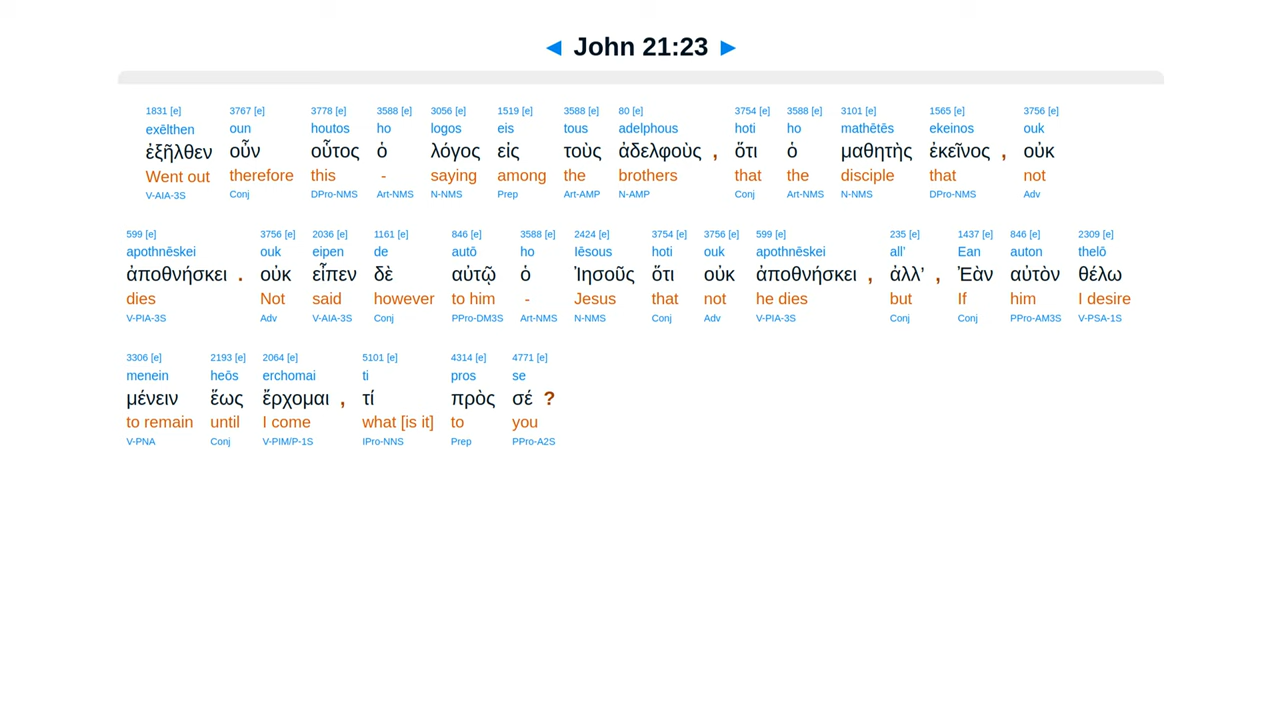 ◄ John 21:23 ►
1831 [e] 3767 [e] 3778 [e] 3588 [e] 3056 [e] 1519 [e] 3588 [e] 80 [e] 3754 [e] 3588 [e] 3101 [e] 1565 [e] 3756 [e]
exēlthen oun houtos ho logos eis tous adelphous hoti ho mathētēs ekeinos ouk
ἐξῆλθεν οὖν οὗτος ὁ λόγος εἰς τοὺς ἀδελφοὺς , ὅτι ὁ μαθητὴς ἐκεῖνος , οὐκ
Went out therefore this - saying among the brothers that the disciple that not
V-AIA-3S Conj DPro-NMS Art-NMS N-NMS Prep Art-AMP N-AMP Conj Art-NMS N-NMS DPro-NMS Adv
599 [e] 3756 [e] 2036 [e] 1161 [e] 846 [e] 3588 [e] 2424 [e] 3754 [e] 3756 [e] 599 [e] 235 [e] 1437 [e] 846 [e] 2309 [e]
apothnēskei ouk eipen de autō ho Iēsous hoti ouk apothnēskei all’ Ean auton thelō
ἀποθνήσκει . οὐκ εἶπεν δὲ αὐτῷ ὁ Ἰησοῦς ὅτι οὐκ ἀποθνήσκει , ἀλλ’ , Ἐὰν αὐτὸν θέλω
dies Not said however to him - Jesus that not he dies but If him I desire
V-PIA-3S Adv V-AIA-3S Conj PPro-DM3S Art-NMS N-NMS Conj Adv V-PIA-3S Conj Conj PPro-AM3S V-PSA-1S
3306 [e] 2193 [e] 2064 [e] 5101 [e] 4314 [e] 4771 [e]
menein heōs erchomai ti pros se
μένειν ἕως ἔρχομαι , τί πρὸς σέ ?
to remain until I come what [is it] to you
V-PNA Conj V-PIM/P-1S IPro-NNS Prep PPro-A2S